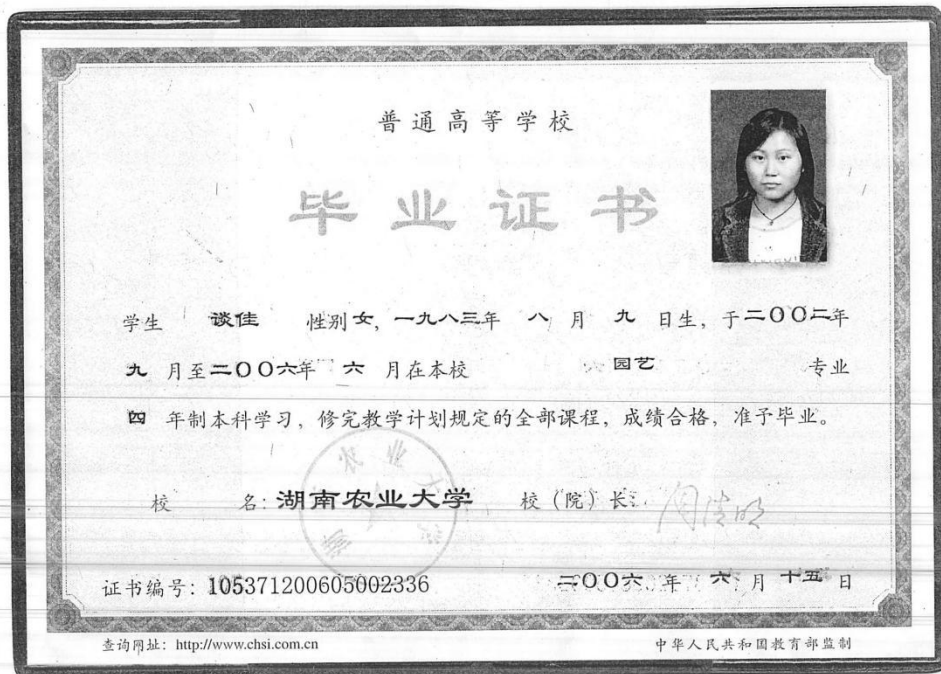 普通高等学校
毕业证书
学生 谈佳 性别女, 一九八三年 八 月 九 日生, 于二〇〇二年
九 月至二〇〇六年 六 月在本校 园艺 专业
四 年制本科学习, 修完教学计划规定的全部课程, 成绩合格, 准予毕业。
校 名: 湖南农业大学 校(院)长: 周清明
证书编号: 105371200605002336 二〇〇六 年 六 月 十五 日
查询网址: http://www.chsi.com.cn 中华人民共和国教育部监制